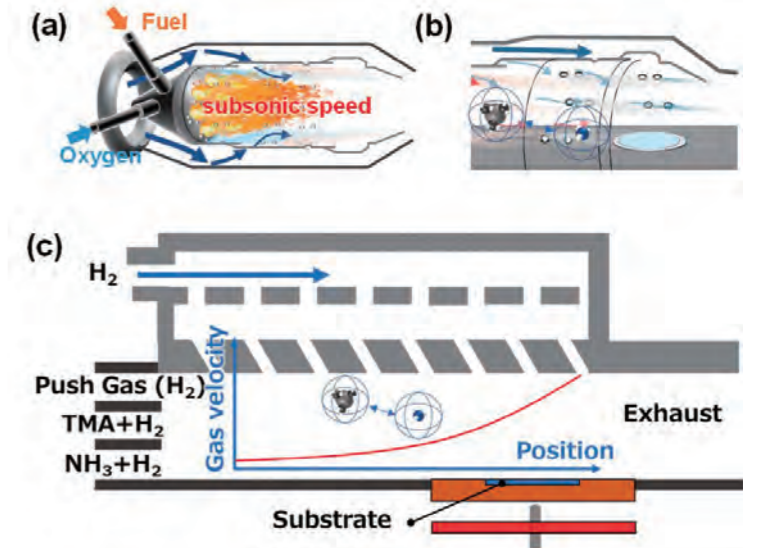 (a)
Fuel
subsonic speed
Oxygen
(b)
(c)
H₂
Push Gas (H₂)
TMA+H₂
NH₃+H₂
Gas velocity
Position
Exhaust
Substrate